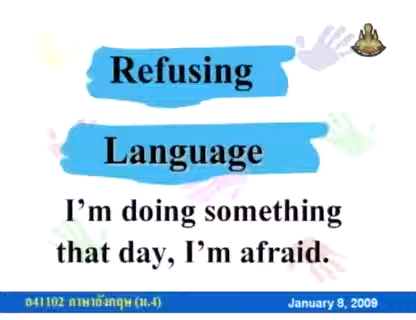 Refusing
Language
I'm doing something
that day, I'm afraid.
อ41102 ภาษาอังกฤษ (ม.4)
January 8, 2009